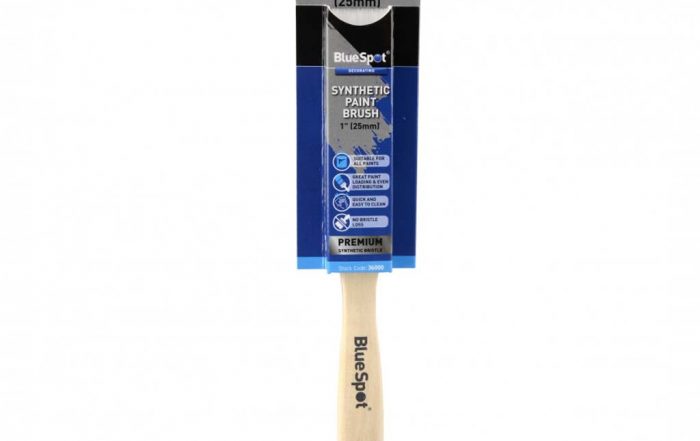 (25mm)
BlueSpot®
DECORATING
SYNTHETIC
PAINT
BRUSH
1" (25mm)
SUITABLE FOR
ALL PAINTS
GREAT PAINT
LOADING & EVEN
DISTRIBUTION
QUICK AND
EASY TO CLEAN
NO BRISTLE
LOSS
PREMIUM
SYNTHETIC BRISTLE
Stock Code: 36000
BlueSpot®